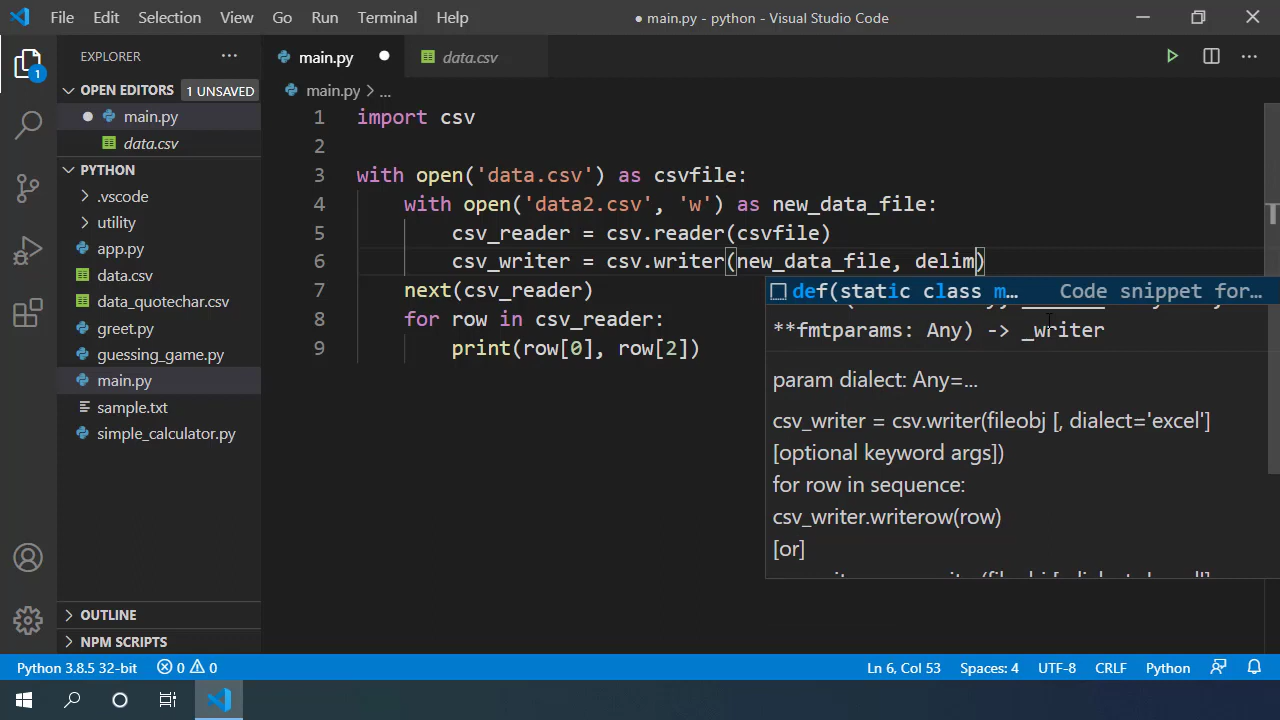 File Edit Selection View Go Run Terminal Help ● main.py - python - Visual Studio Code
EXPLORER ...
main.py
data.csv
OPEN EDITORS 1 UNSAVED
main.py > ...
main.py
data.csv
PYTHON
.vscode
utility
app.py
data.csv
data_quotechar.csv
greet.py
guessing_game.py
main.py
sample.txt
simple_calculator.py
OUTLINE
NPM SCRIPTS
1
1 import csv
2
3 with open('data.csv') as csvfile:
4 with open('data2.csv', 'w') as new_data_file:
5 csv_reader = csv.reader(csvfile)
6 csv_writer = csv.writer(new_data_file, delim)
7 next(csv_reader)
8 for row in csv_reader:
9 print(row[0], row[2])
def(static class m… Code snippet for…
**fmtparams: Any) -> _writer
param dialect: Any=...
csv_writer = csv.writer(fileobj [, dialect='excel']
[optional keyword args])
for row in sequence:
csv_writer.writerow(row)
[or]
Python 3.8.5 32-bit 0 0 Ln 6, Col 53 Spaces: 4 UTF-8 CRLF Python